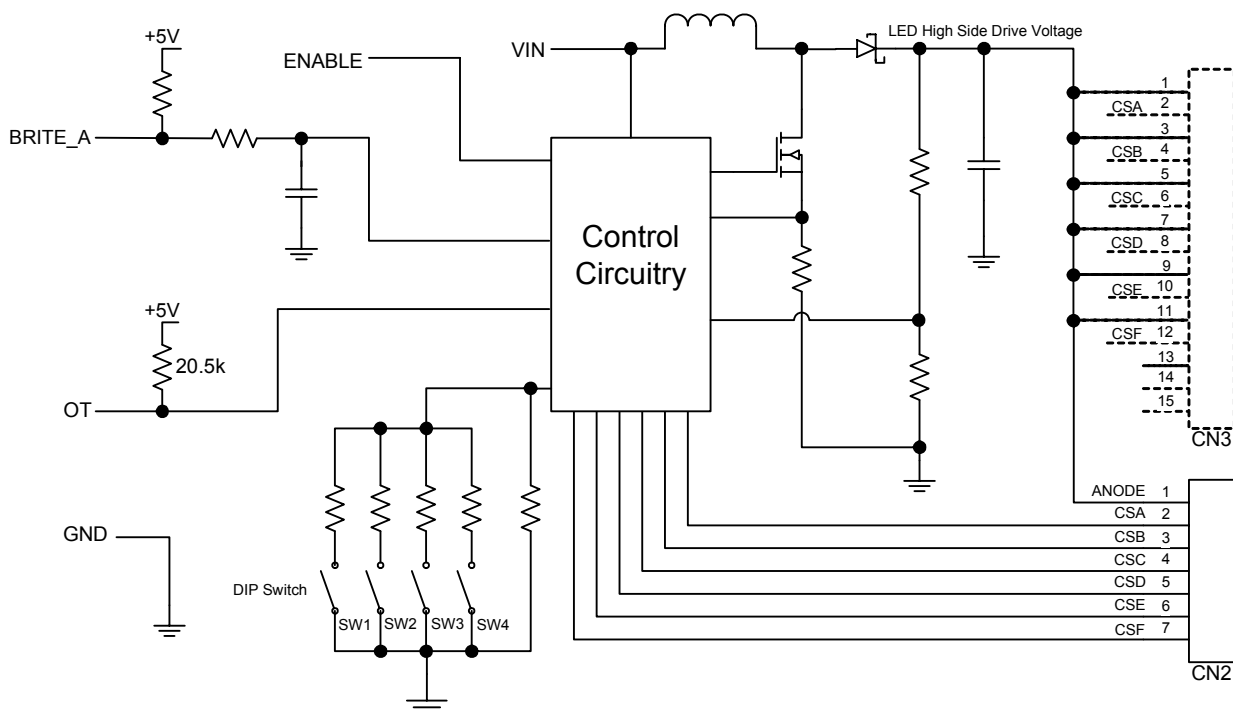 +5V
ENABLE
VIN
LED High Side Drive Voltage
BRITE_A
1
CSA 2
3
CSB 4
5
CSC 6
7
CSD 8
9
CSE 10
11
CSF 12
13
14
15
CN3
Control
Circuitry
+5V
20.5k
OT
GND
DIP Switch
SW1
SW2
SW3
SW4
ANODE 1
CSA 2
CSB 3
CSC 4
CSD 5
CSE 6
CSF 7
CN2